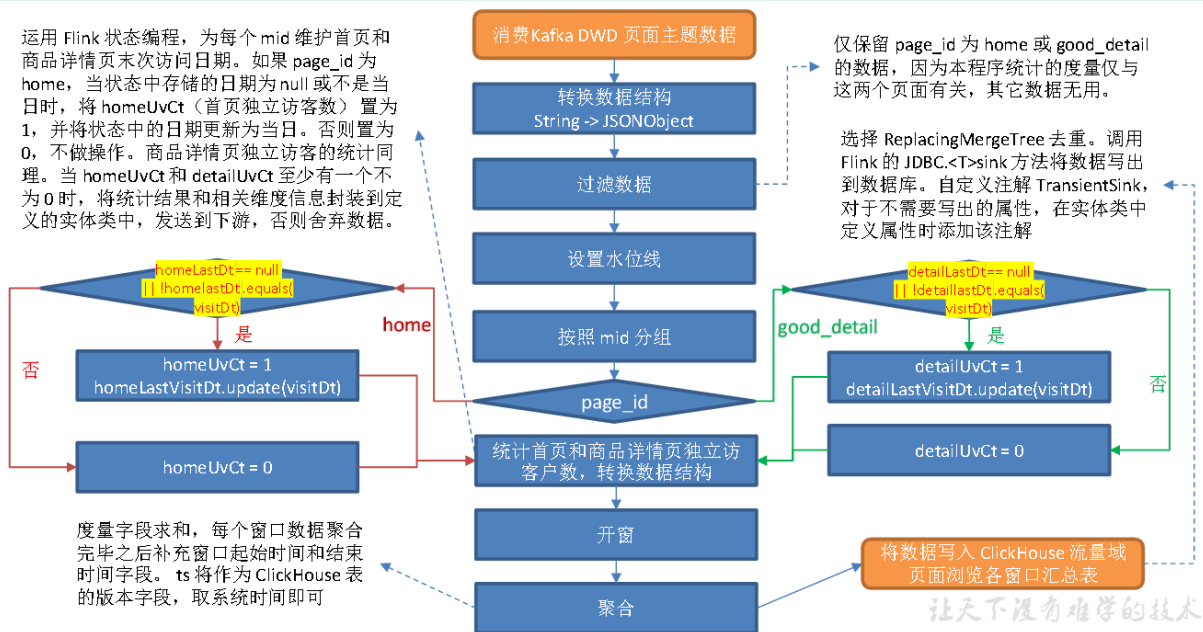 消费Kafka DWD 页面主题数据
运用 Flink 状态编程，为每个 mid 维护首页和
商品详情页末次访问日期。如果 page_id 为
home，当状态中存储的日期为 null 或不是当
日时，将 homeUvCt（首页独立访客数）置为
1，并将状态中的日期更新为当日。否则置为
0，不做操作。商品详情页独立访客的统计同
理。当 homeUvCt 和 detailUvCt 至少有一个不
为 0 时，将统计结果和相关维度信息封装到定
义的实体类中，发送到下游，否则舍弃数据。
仅保留 page_id 为 home 或 good_detail
的数据，因为本程序统计的度量仅与
这两个页面有关，其它数据无用。
转换数据结构
String -> JSONObject
选择 ReplacingMergeTree 去重。调用
Flink 的 JDBC.<T>sink 方法将数据写出
到数据库。自定义注解 TransientSink，
对于不需要写出的属性，在实体类中
定义属性时添加该注解
过滤数据
设置水位线
按照 mid 分组
page_id
homeLastDt== null
|| !homelastDt.equals(
visitDt)
home
是
否
homeUvCt = 1
homeLastVisitDt.update(visitDt)
homeUvCt = 0
detailLastDt== null
|| !detaillastDt.equals(
visitDt)
good_detail
是
否
detailUvCt = 1
detailLastVisitDt.update(visitDt)
detailUvCt = 0
统计首页和商品详情页独立访
客户数，转换数据结构
开窗
聚合
度量字段求和，每个窗口数据聚合
完毕之后补充窗口起始时间和结束
时间字段。 ts 将作为 ClickHouse 表
的版本字段，取系统时间即可
将数据写入 ClickHouse 流量域
页面浏览各窗口汇总表
让天下没有难学的技术